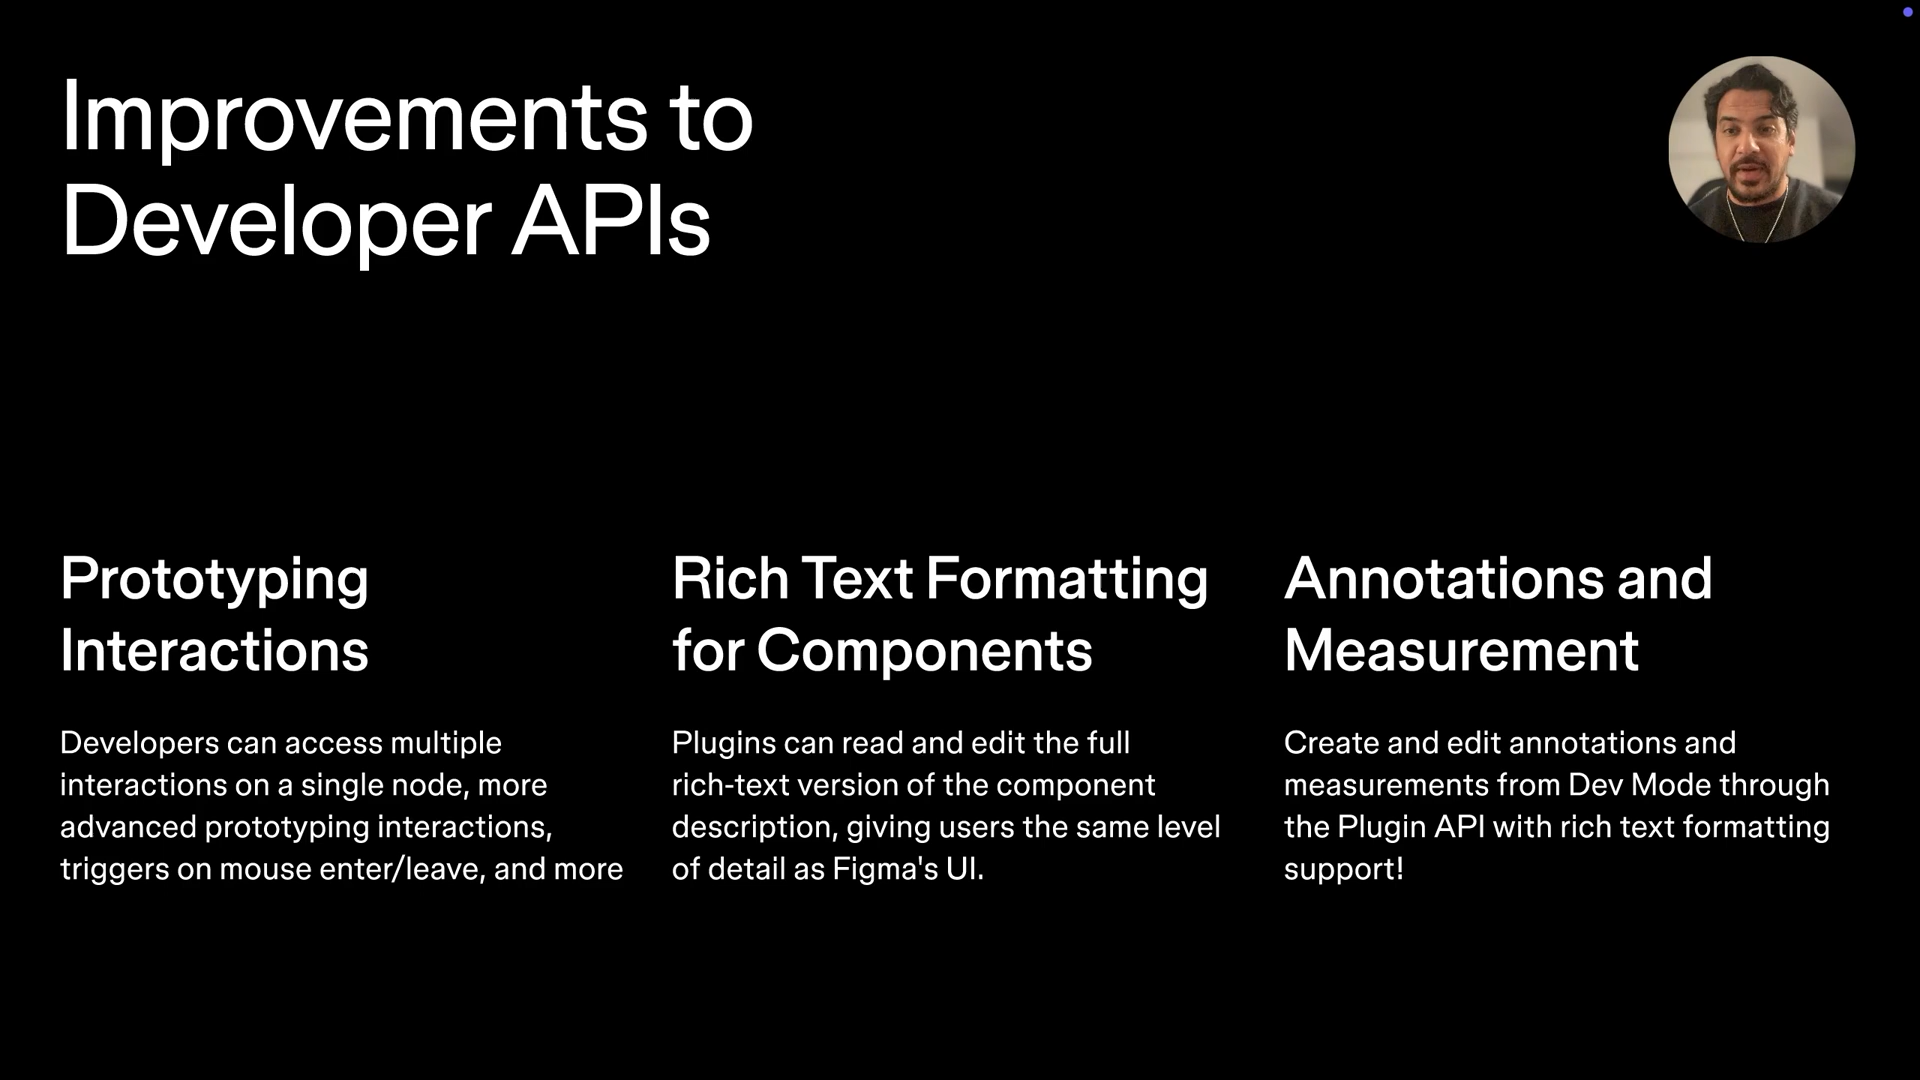 Improvements to
Developer APIs
Prototyping
Interactions
Developers can access multiple
interactions on a single node, more
advanced prototyping interactions,
triggers on mouse enter/leave, and more
Rich Text Formatting
for Components
Plugins can read and edit the full
rich-text version of the component
description, giving users the same level
of detail as Figma's UI.
Annotations and
Measurement
Create and edit annotations and
measurements from Dev Mode through
the Plugin API with rich text formatting
support!